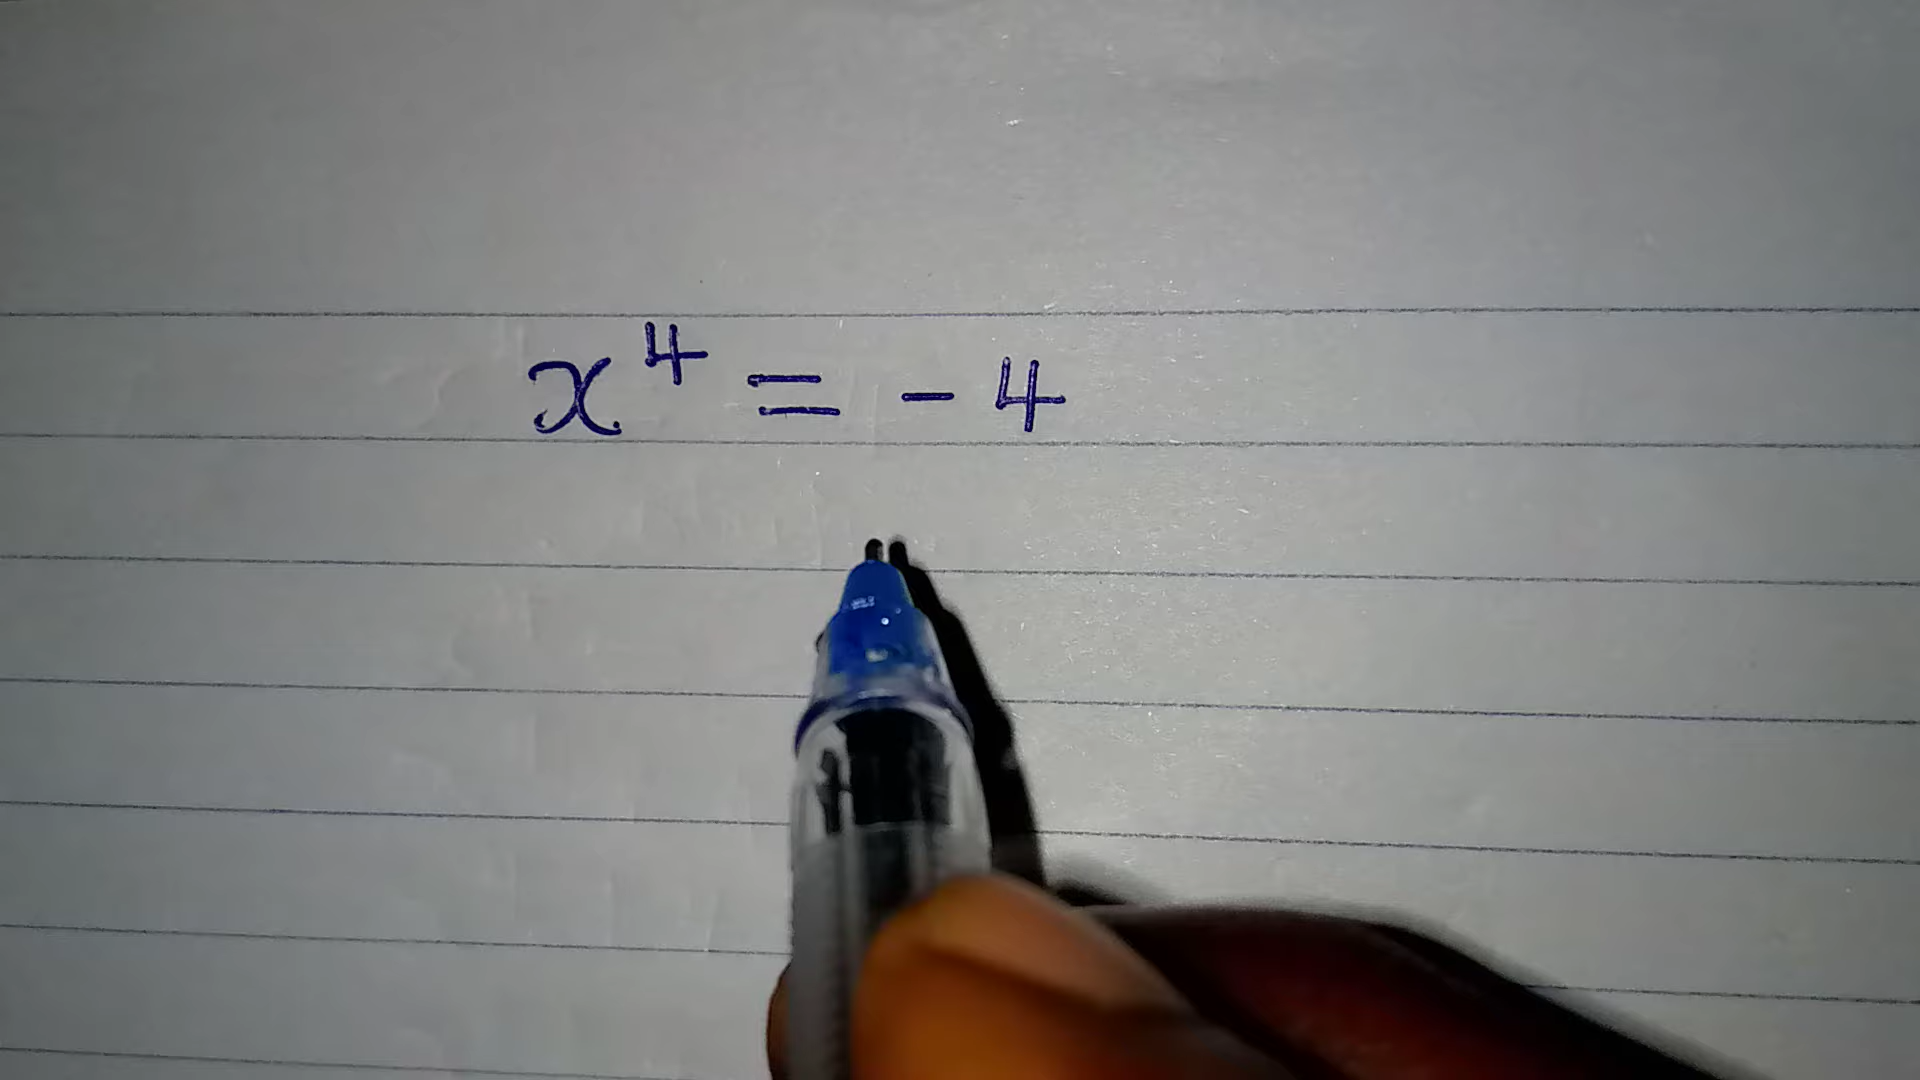 x⁴ = - 4